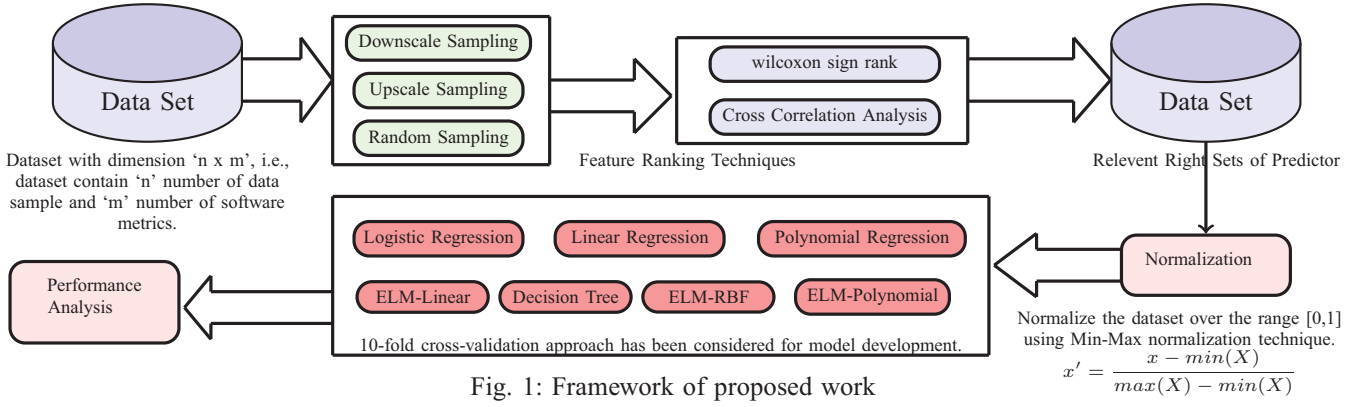 Data Set
Dataset with dimension ‘n x m’, i.e.,
dataset contain ‘n’ number of data
sample and ‘m’ number of software
metrics.
Downscale Sampling
Upscale Sampling
Random Sampling
Feature Ranking Techniques
wilcoxon sign rank
Cross Correlation Analysis
Data Set
Relevent Right Sets of Predictor
Normalization
Normalize the dataset over the range [0,1]
using Min-Max normalization technique.
x′ = (x − min(X)) / (max(X) − min(X))
Logistic Regression
Linear Regression
Polynomial Regression
ELM-Linear
Decision Tree
ELM-RBF
ELM-Polynomial
10-fold cross-validation approach has been considered for model development.
Performance
Analysis
Fig. 1: Framework of proposed work